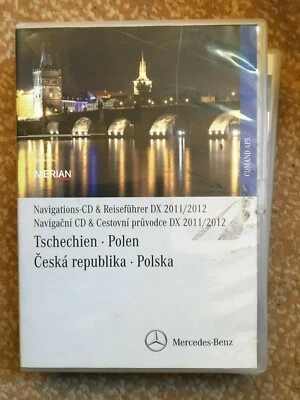 MERIAN
COMAND APS
Navigations-CD & Reiseführer DX 2011/2012
Navigační CD & Cestovní průvodce DX 2011/2012
Tschechien · Polen
Česká republika · Polska
Mercedes-Benz